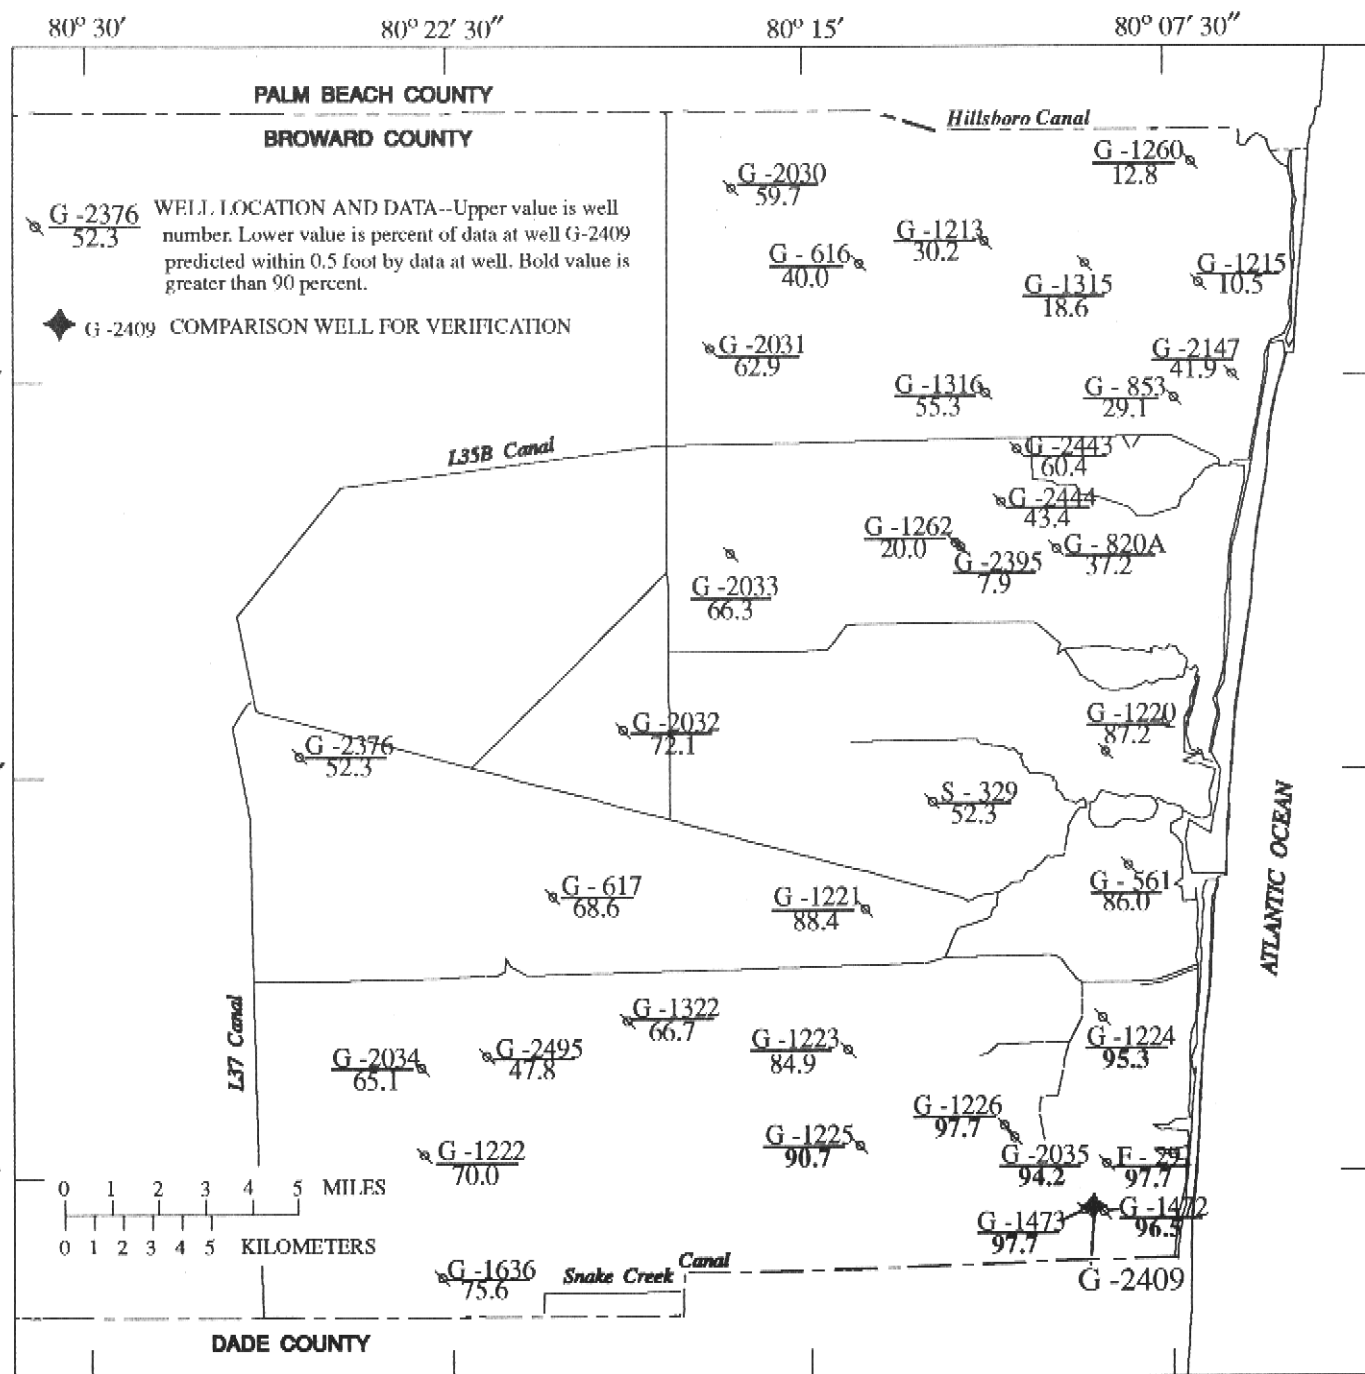 80° 30′ 80° 22′ 30″ 80° 15′ 80° 07′ 30″
PALM BEACH COUNTY
BROWARD COUNTY
Hillsboro Canal
G -1260
12.8
G -2030
59.7
G -2376
52.3
WELL LOCATION AND DATA--Upper value is well
number. Lower value is percent of data at well G-2409
predicted within 0.5 foot by data at well. Bold value is
greater than 90 percent.
G -2409 COMPARISON WELL FOR VERIFICATION
G -1213
30.2
G - 616
40.0
G -1315
18.6
G -1215
10.5
G -2031
62.9
G -2147
41.9
G -1316
55.3
G - 853
29.1
L35B Canal
G -2443
60.4
G -2444
43.4
G -1262
20.0
G -2395
7.9
G - 820A
37.2
G -2033
66.3
G -2032
72.1
G -1220
87.2
G -2376
52.3
S - 329
52.3
ATLANTIC OCEAN
G - 617
68.6
G -1221
88.4
G - 561
86.0
L37 Canal
G -1322
66.7
G -2034
65.1
G -2495
47.8
G -1223
84.9
G -1224
95.3
G -1226
97.7
G -1225
90.7
G -2035
94.2
F - 291
97.7
G -1222
70.0
0 1 2 3 4 5 MILES
0 1 2 3 4 5 KILOMETERS
G -1473
97.7
G -1472
96.5
G -2409
G -1636
75.6
Snake Creek Canal
DADE COUNTY